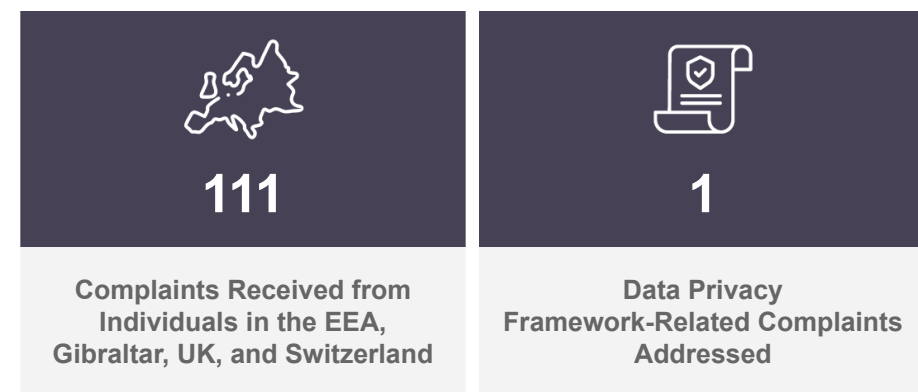 111
Complaints Received from
Individuals in the EEA,
Gibraltar, UK, and Switzerland
1
Data Privacy
Framework-Related Complaints
Addressed